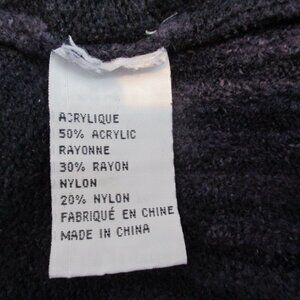 ACRYLIQUE
50% ACRYLIC
RAYONNE
30% RAYON
NYLON
20% NYLON
FABRIQUÉ EN CHINE
MADE IN CHINA